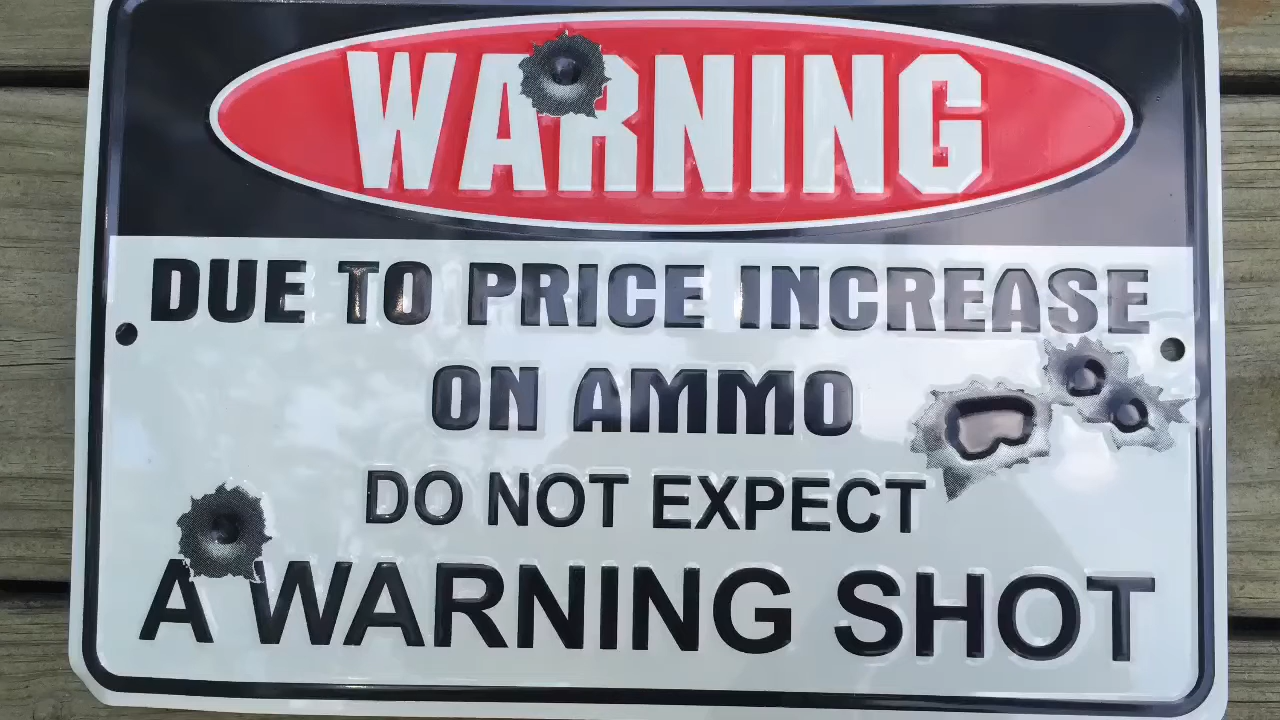 WARNING
DUE TO PRICE INCREASE
ON AMMO
DO NOT EXPECT
A WARNING SHOT